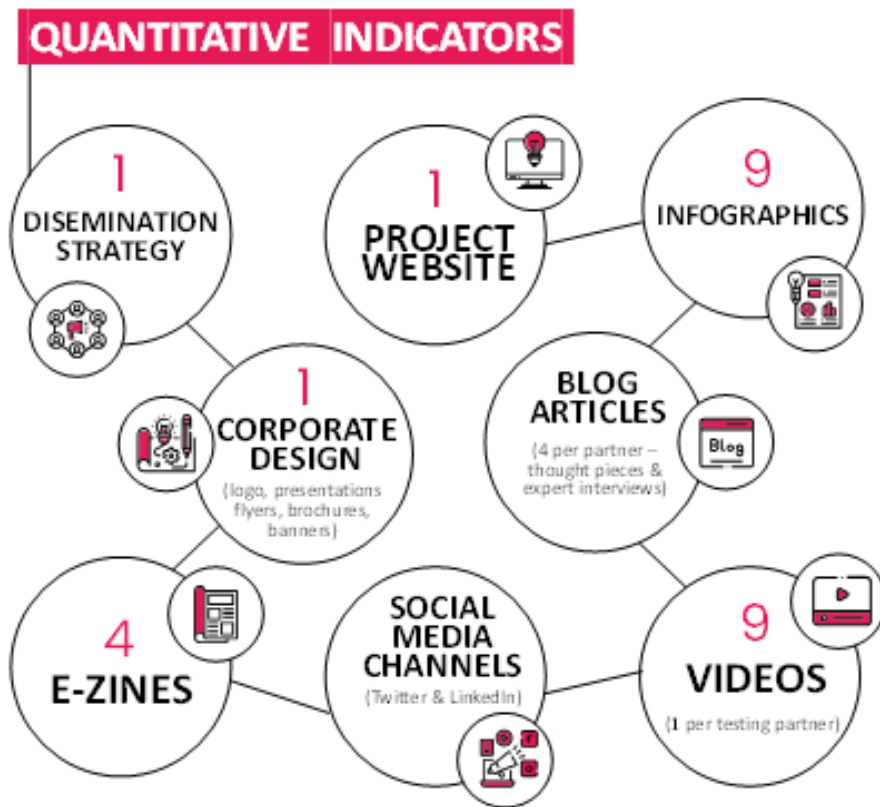 QUANTITATIVE INDICATORS
1
DISEMINATION
STRATEGY
1
CORPORATE
DESIGN
(logo, presentations
flyers, brochures,
banners)
4
E-ZINES
SOCIAL
MEDIA
CHANNELS
(Twitter & LinkedIn)
9
VIDEOS
(1 per testing partner)
BLOG
ARTICLES
(4 per partner –
thought pieces &
expert interviews)
Blog
9
INFOGRAPHICS
1
PROJECT
WEBSITE